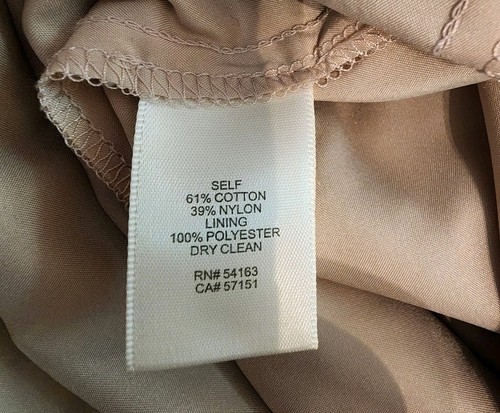 SELF
61% COTTON
39% NYLON
LINING
100% POLYESTER
DRY CLEAN
RN# 54163
CA# 57151